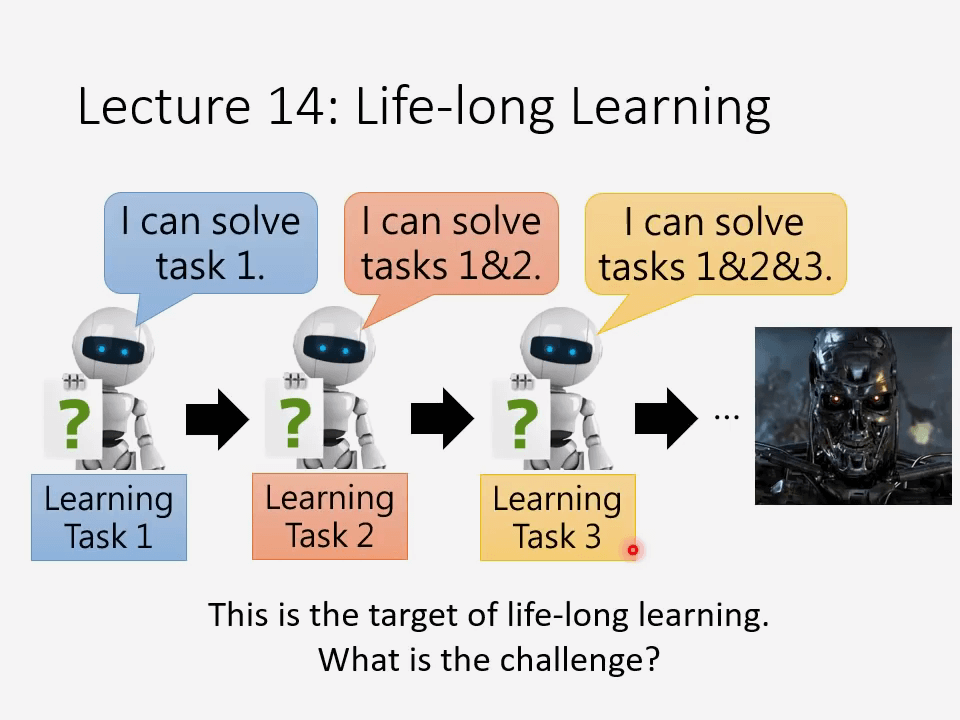 Lecture 14: Life-long Learning
I can solve
task 1.
I can solve
tasks 1&2.
I can solve
tasks 1&2&3.
?
?
?
...
Learning
Task 1
Learning
Task 2
Learning
Task 3
This is the target of life-long learning.
What is the challenge?